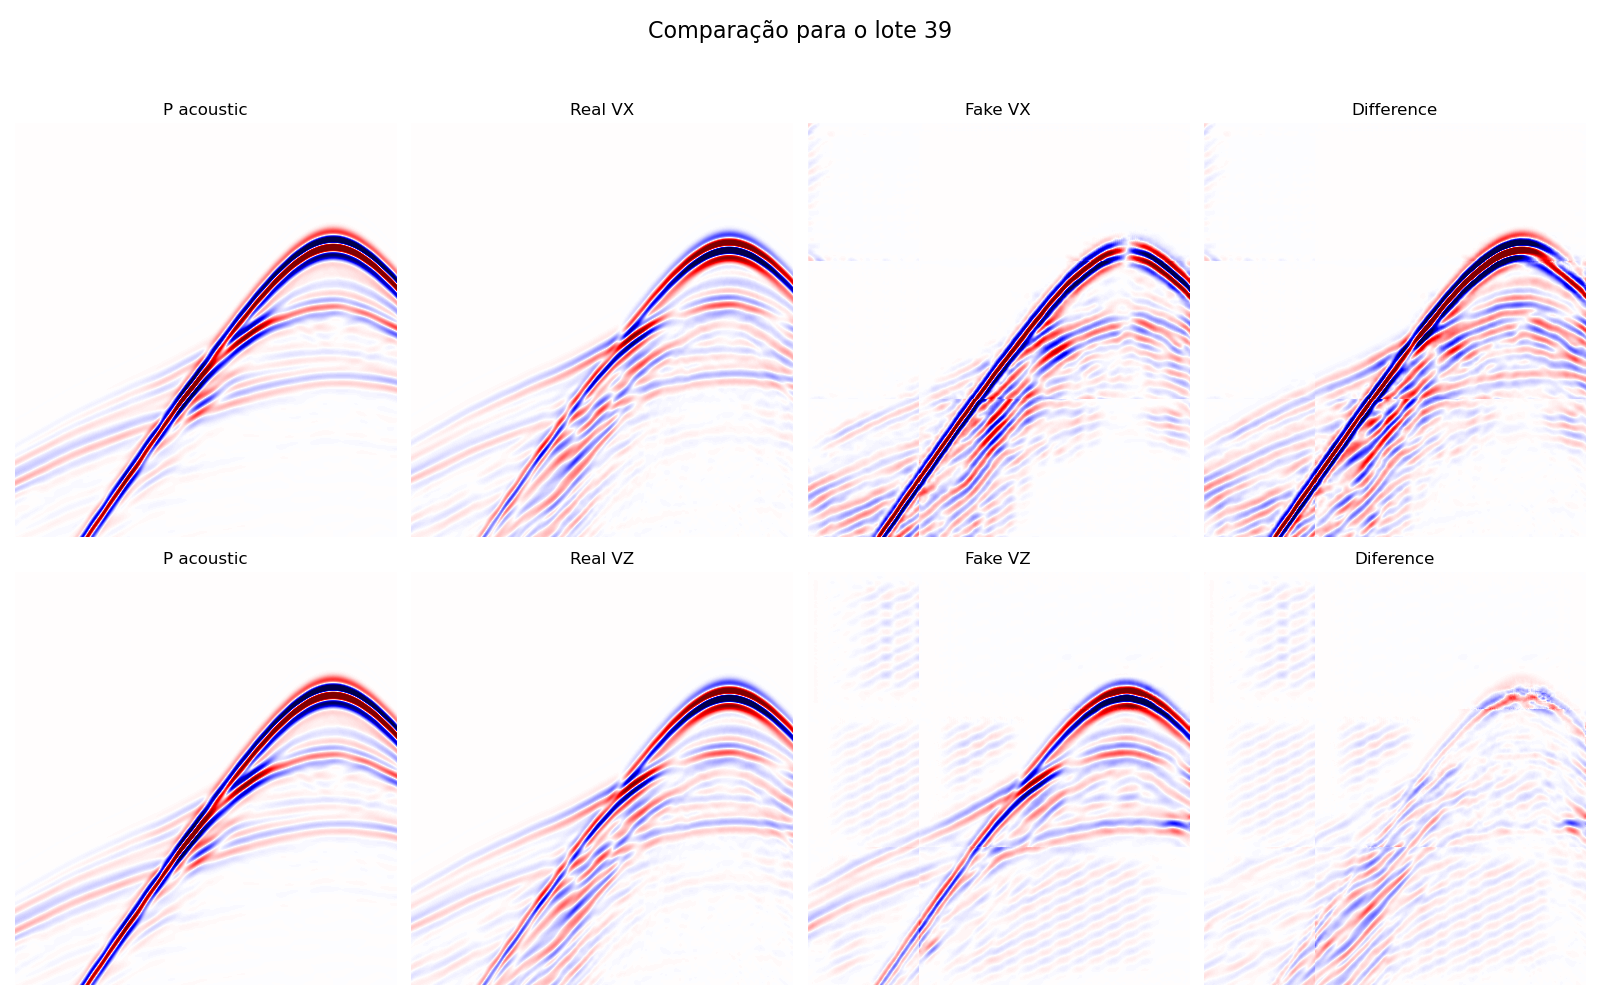 Comparação para o lote 39
P acoustic
Real VX
Fake VX
Difference
P acoustic
Real VZ
Fake VZ
Diference